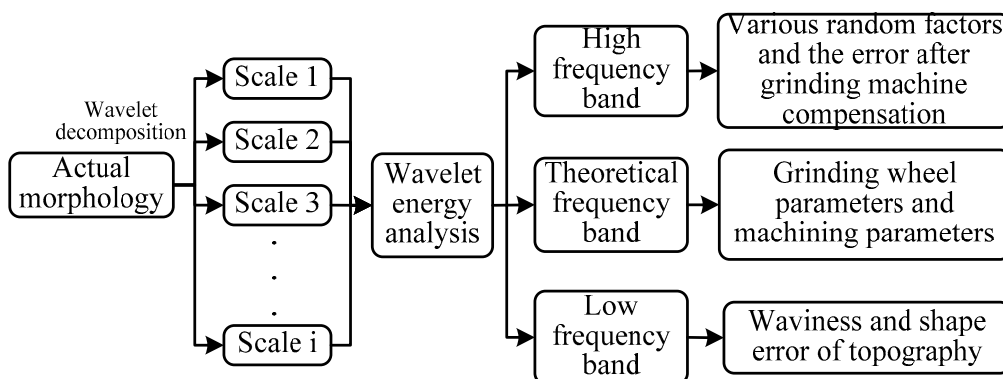 Wavelet
decomposition
Actual
morphology
Scale 1
Scale 2
Scale 3
.
.
.
Scale i
Wavelet
energy
analysis
High
frequency
band
Theoretical
frequency
band
Low
frequency
band
Various random factors
and the error after
grinding machine
compensation
Grinding wheel
parameters and
machining parameters
Waviness and shape
error of topography